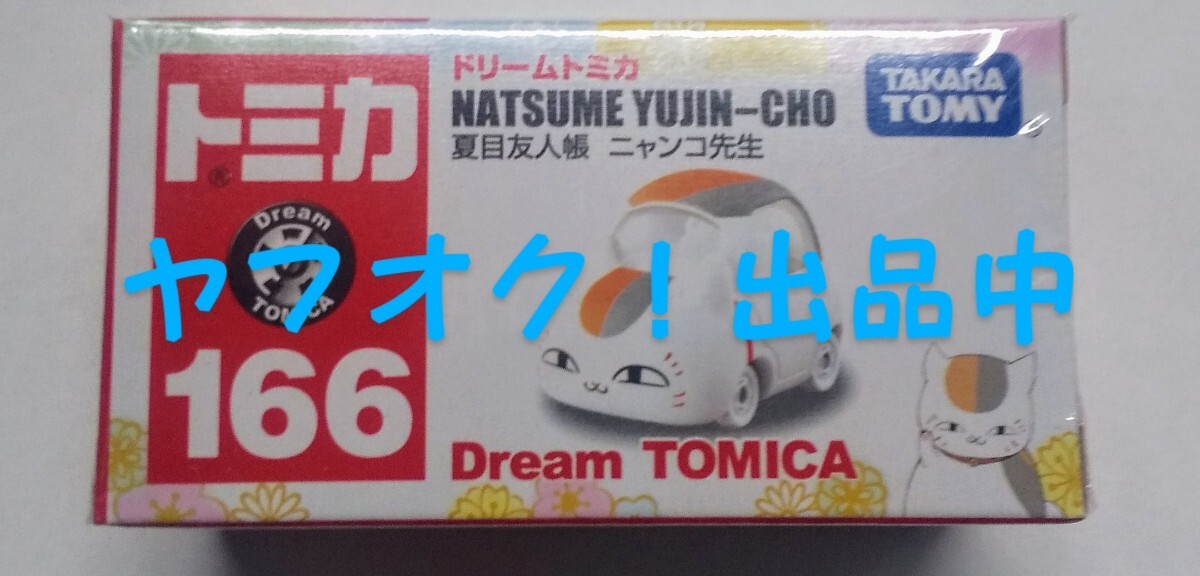 トミカ
®
Dream
TOMICA
166
ドリームトミカ
NATSUME YUJIN-CHO
夏目友人帳 ニャンコ先生
TAKARA
TOMY
ヤフオク!出品中
Dream TOMICA